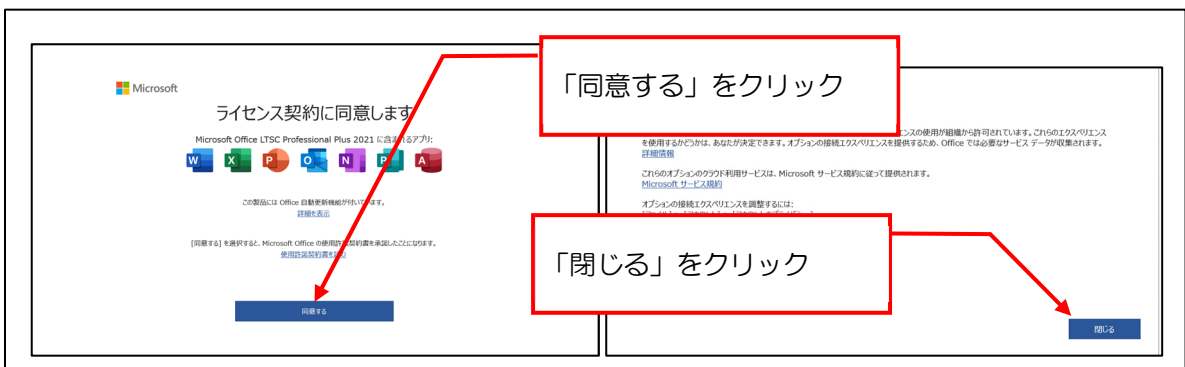 Microsoft
ライセンス契約に同意します
Microsoft Office LTSC Professional Plus 2021 に含まれるアプリ:
この製品には Office 自動更新機能が付いています。
詳細を表示
[同意する] を選択すると、Microsoft Office の使用許諾契約書を承認したことになります。
使用許諾契約書を読む
同意する
「同意する」をクリック
エンスの使用が組織から許可されています。これらのエクスペリエンス
を使用するかどうかは、あなたが決定できます。オプションの接続エクスペリエンスを提供するため、Office では必要なサービス データが収集されます。
詳細情報
これらのオプションのクラウド利用サービスは、Microsoft サービス規約に従って提供されます。
Microsoft サービス規約
オプションの接続エクスペリエンスを調整するには:
「閉じる」をクリック
閉じる